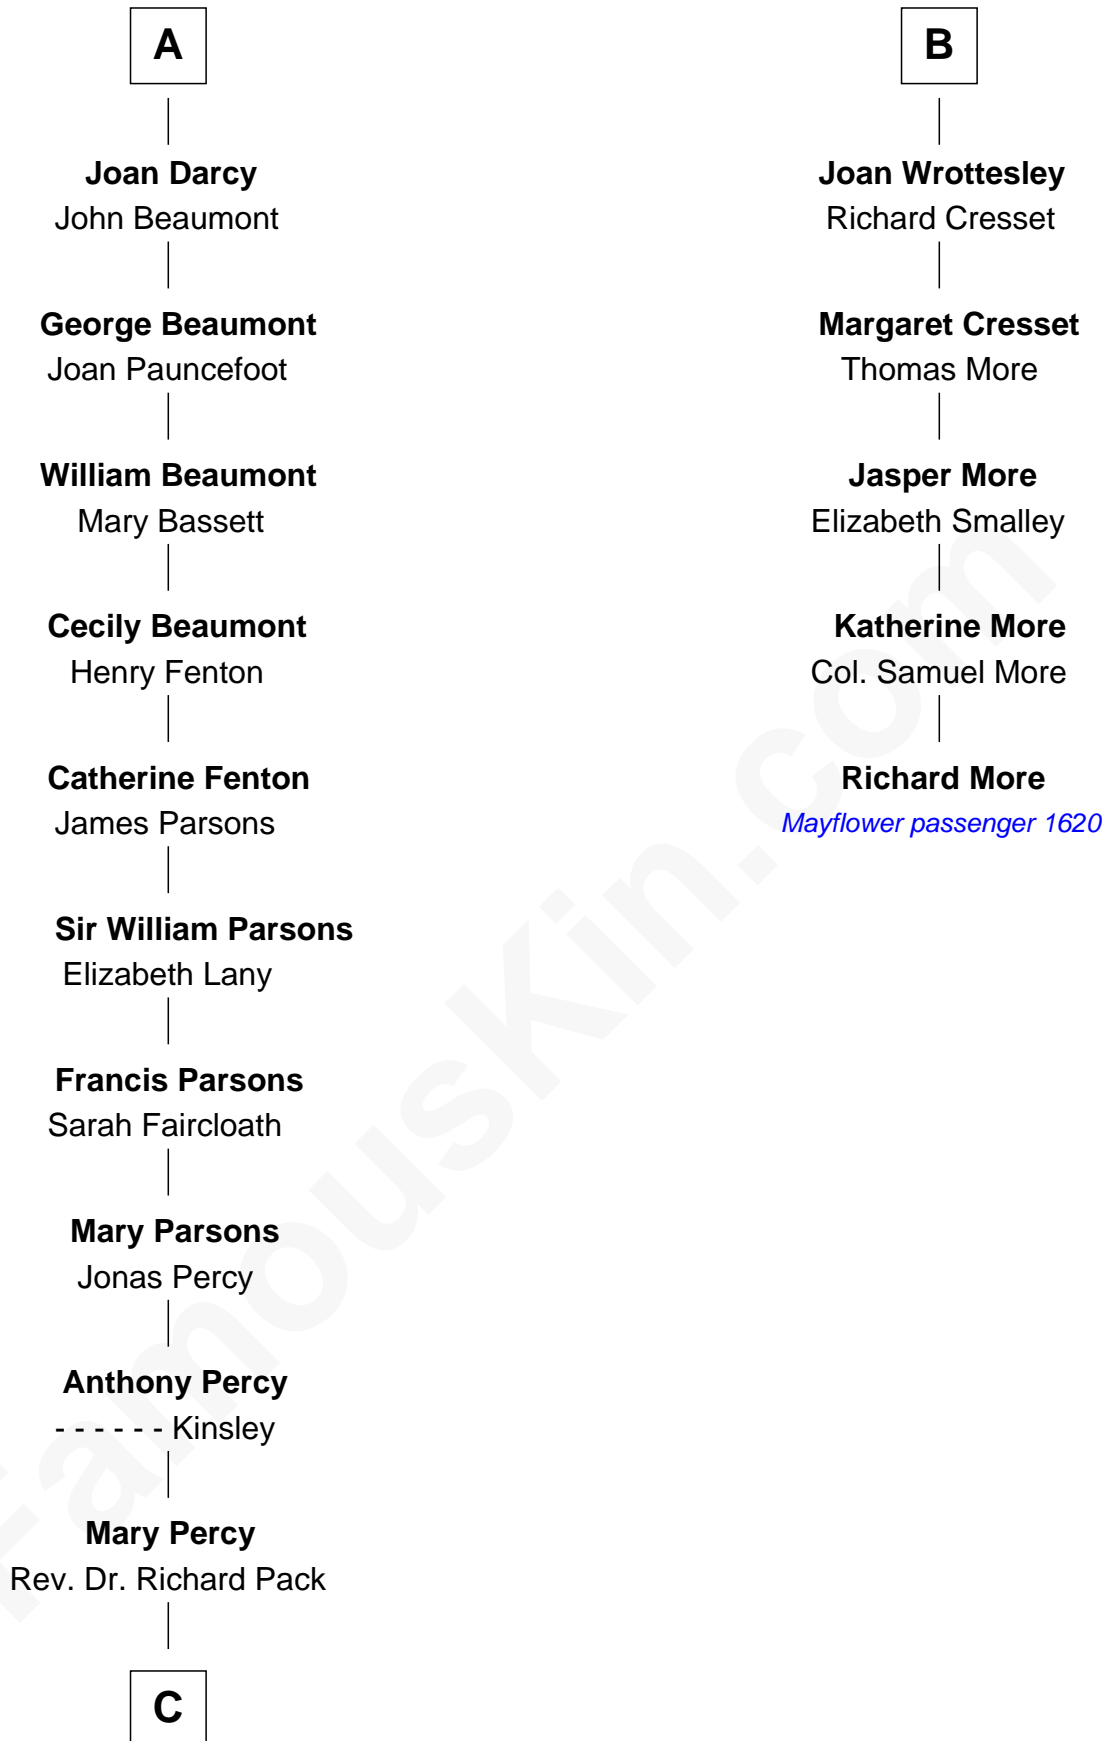 A
Joan Darcy
John Beaumont
George Beaumont
Joan Pauncefoot
William Beaumont
Mary Bassett
Cecily Beaumont
Henry Fenton
Catherine Fenton
James Parsons
Sir William Parsons
Elizabeth Lany
Francis Parsons
Sarah Faircloath
Mary Parsons
Jonas Percy
Anthony Percy
- - - - - - Kinsley
Mary Percy
Rev. Dr. Richard Pack
C
B
Joan Wrottesley
Richard Cresset
Margaret Cresset
Thomas More
Jasper More
Elizabeth Smalley
Katherine More
Col. Samuel More
Richard More
Mayflower passenger 1620
FamousKin.com